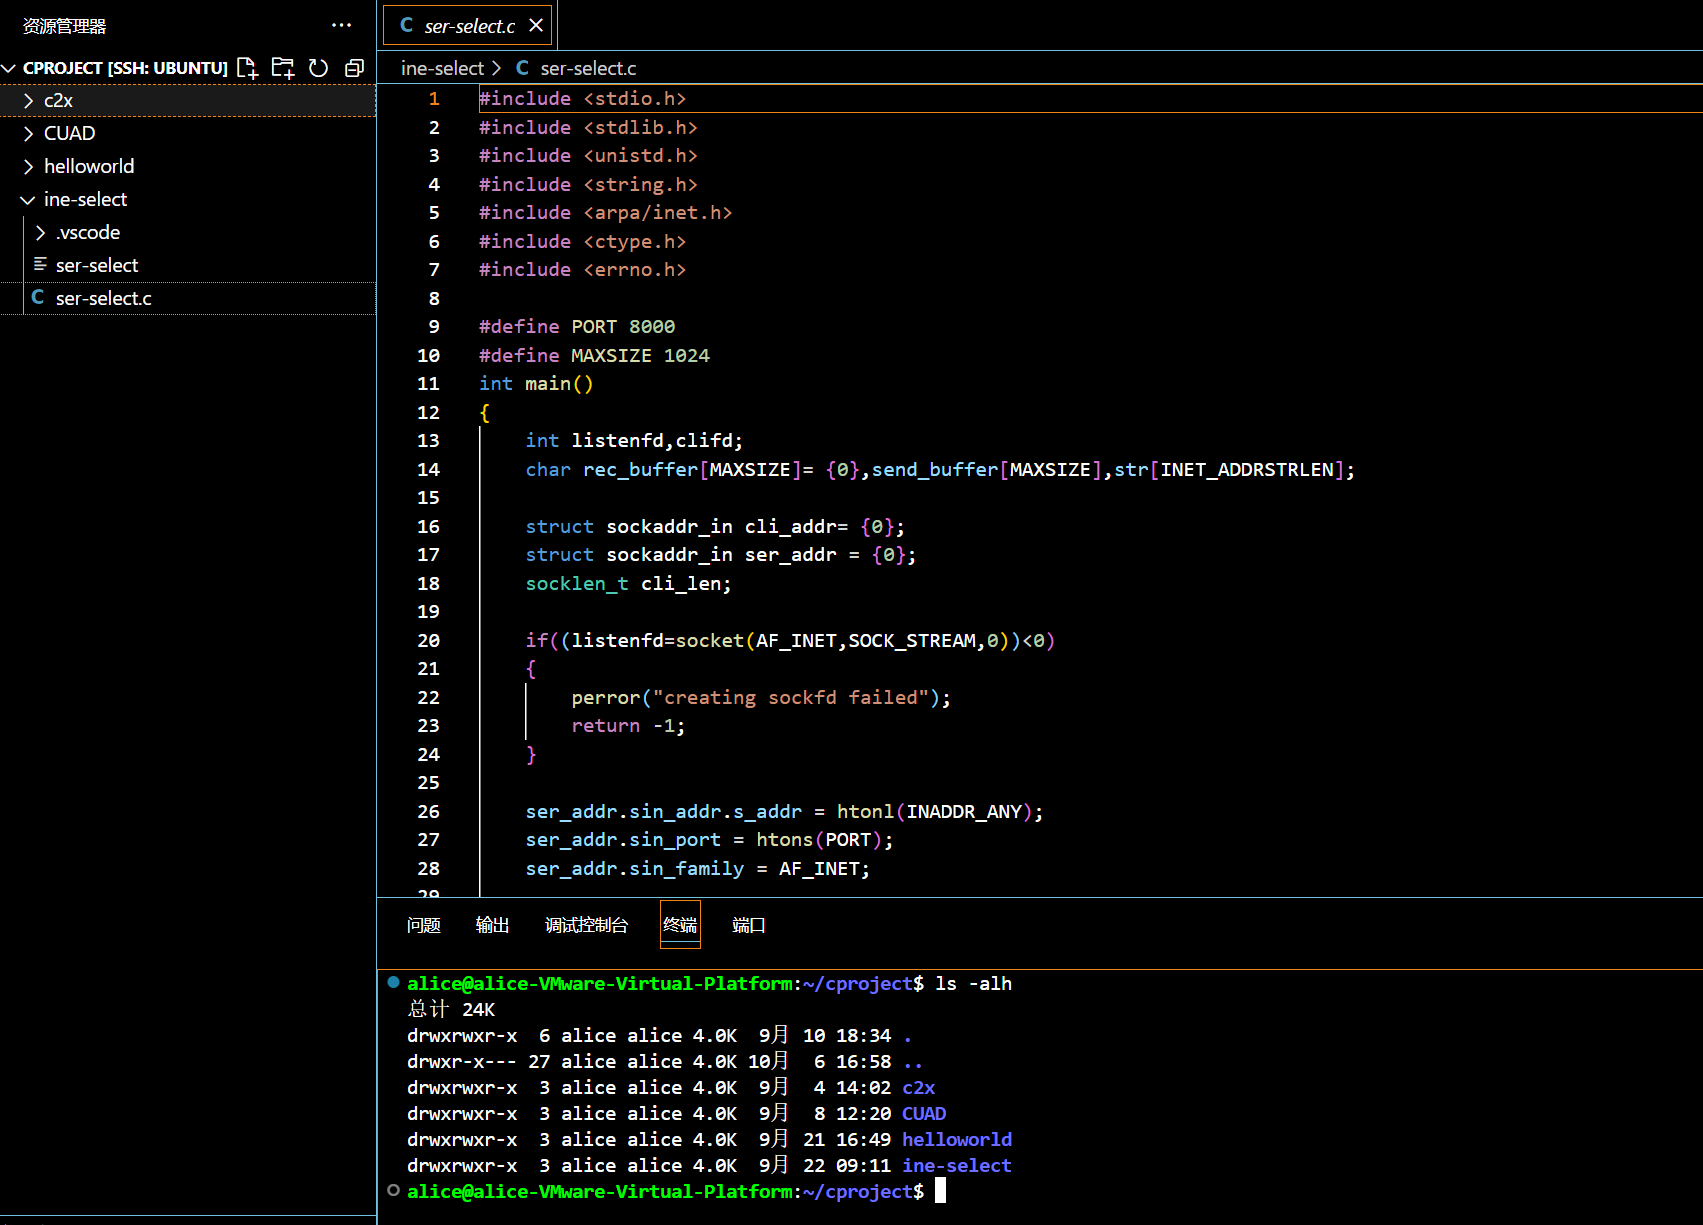 资源管理器
CPROJECT [SSH: UBUNTU]
c2x
CUAD
helloworld
ine-select
.vscode
ser-select
C ser-select.c
C ser-select.c
ine-select > C ser-select.c
1 #include <stdio.h>
2 #include <stdlib.h>
3 #include <unistd.h>
4 #include <string.h>
5 #include <arpa/inet.h>
6 #include <ctype.h>
7 #include <errno.h>
8
9 #define PORT 8000
10 #define MAXSIZE 1024
11 int main()
12 {
13 int listenfd,clifd;
14 char rec_buffer[MAXSIZE]= {0},send_buffer[MAXSIZE],str[INET_ADDRSTRLEN];
15
16 struct sockaddr_in cli_addr= {0};
17 struct sockaddr_in ser_addr = {0};
18 socklen_t cli_len;
19
20 if((listenfd=socket(AF_INET,SOCK_STREAM,0))<0)
21 {
22 perror("creating sockfd failed");
23 return -1;
24 }
25
26 ser_addr.sin_addr.s_addr = htonl(INADDR_ANY);
27 ser_addr.sin_port = htons(PORT);
28 ser_addr.sin_family = AF_INET;
29
问题 输出 调试控制台 终端 端口
alice@alice-VMware-Virtual-Platform:~/cproject$ ls -alh
总计 24K
drwxrwxr-x 6 alice alice 4.0K 9月 10 18:34 .
drwxr-x--- 27 alice alice 4.0K 10月 6 16:58 ..
drwxrwxr-x 3 alice alice 4.0K 9月 4 14:02 c2x
drwxrwxr-x 3 alice alice 4.0K 9月 8 12:20 CUAD
drwxrwxr-x 3 alice alice 4.0K 9月 21 16:49 helloworld
drwxrwxr-x 3 alice alice 4.0K 9月 22 09:11 ine-select
alice@alice-VMware-Virtual-Platform:~/cproject$